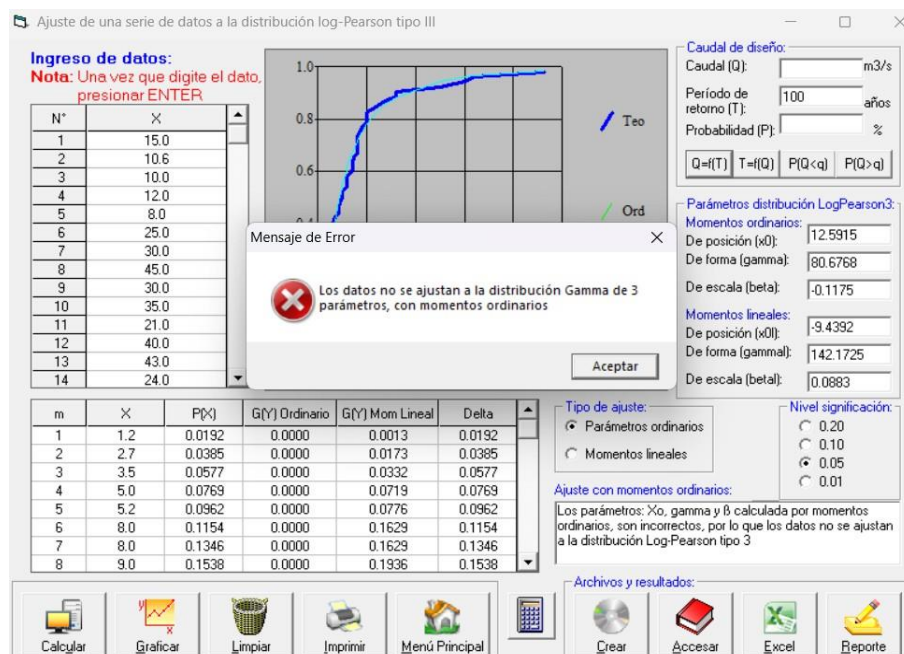 Ajuste de una serie de datos a la distribución log-Pearson tipo III
Ingreso de datos:
Nota: Una vez que digite el dato,
presionar ENTER
N° X
1 15.0
2 10.6
3 10.0
4 12.0
5 8.0
6 25.0
7 30.0
8 45.0
9 30.0
10 35.0
11 21.0
12 40.0
13 43.0
14 24.0
1.0
0.8
0.6
0.4
Teo
Ord
Caudal de diseño:
Caudal (Q): m3/s
Período de
retorno (T): 100 años
Probabilidad (P): %
Q=f(T) T=f(Q) P(Q<q) P(Q>q)
Parámetros distribución LogPearson3:
Momentos ordinarios:
De posición (x0): 12.5915
De forma (gamma): 80.6768
De escala (beta): -0.1175
Momentos lineales:
De posición (x0l): -9.4392
De forma (gammal): 142.1725
De escala (betal): 0.0883
Mensaje de Error
Los datos no se ajustan a la distribución Gamma de 3
parámetros, con momentos ordinarios
Aceptar
m X P(X) G(Y) Ordinario G(Y) Mom Lineal Delta
1 1.2 0.0192 0.0000 0.0013 0.0192
2 2.7 0.0385 0.0000 0.0173 0.0385
3 3.5 0.0577 0.0000 0.0332 0.0577
4 5.0 0.0769 0.0000 0.0719 0.0769
5 5.2 0.0962 0.0000 0.0776 0.0962
6 8.0 0.1154 0.0000 0.1629 0.1154
7 8.0 0.1346 0.0000 0.1629 0.1346
8 9.0 0.1538 0.0000 0.1936 0.1538
Tipo de ajuste:
Parámetros ordinarios
Momentos lineales
Nivel significación:
0.20
0.10
0.05
0.01
Ajuste con momentos ordinarios:
Los parámetros: Xo, gamma y ß calculada por momentos
ordinarios, son incorrectos, por lo que los datos no se ajustan
a la distribución Log-Pearson tipo 3
Calcular Graficar Limpiar Imprimir Menú Principal
Archivos y resultados:
Crear Accesar Excel Reporte